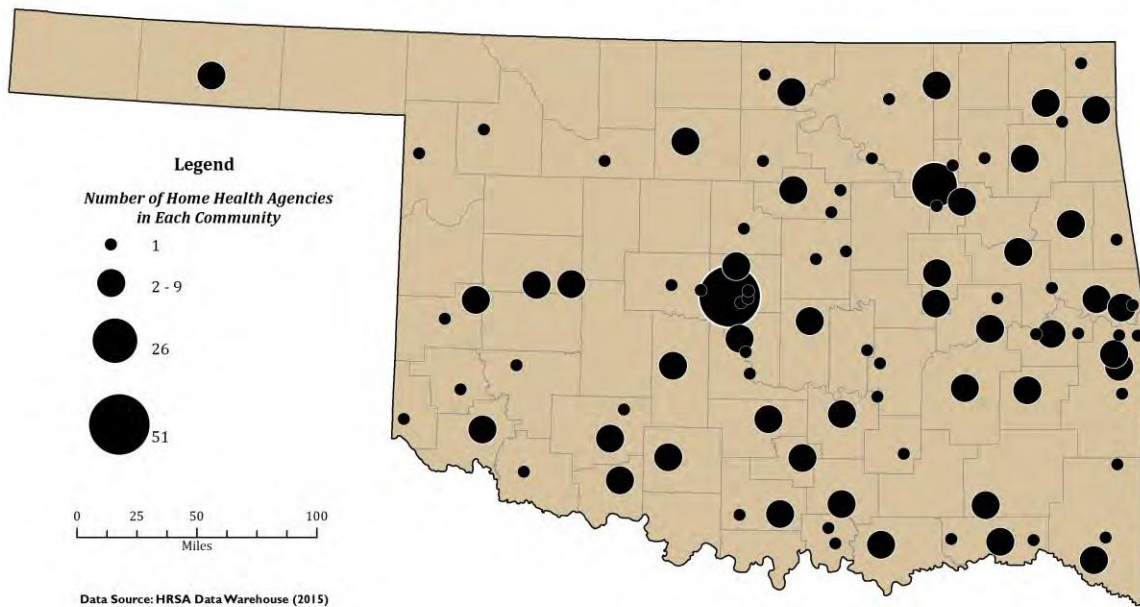 Legend
Number of Home Health Agencies
in Each Community
1
2 - 9
26
51
0 25 50 100
Miles
Data Source: HRSA Data Warehouse (2015)